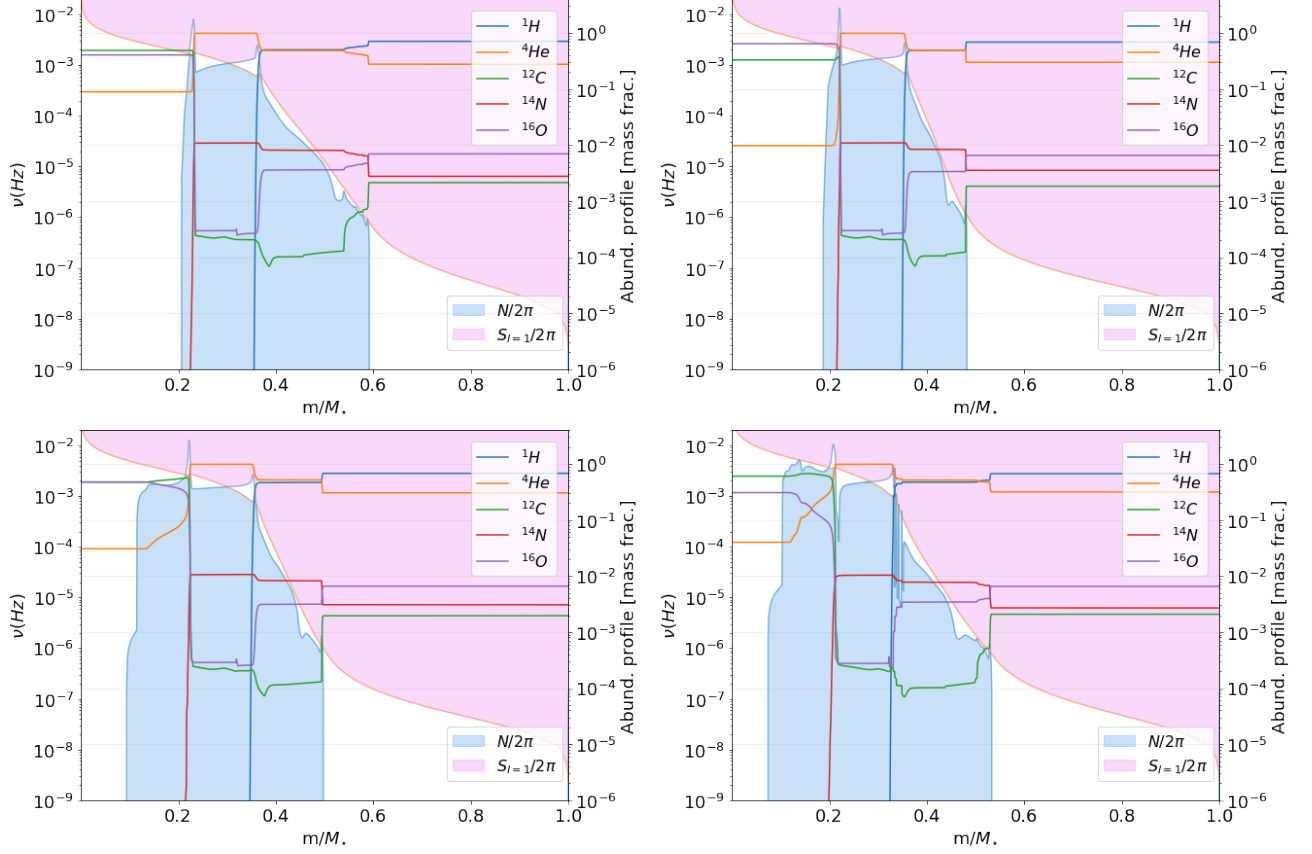 10⁻²
10⁻³
10⁻⁴
10⁻⁵
10⁻⁶
10⁻⁷
10⁻⁸
10⁻⁹
ν(Hz)
0.2 0.4 0.6 0.8 1.0
m/M⋆
10⁰
10⁻¹
10⁻²
10⁻³
10⁻⁴
10⁻⁵
10⁻⁶
Abund. profile [mass frac.]
¹H
⁴He
¹²C
¹⁴N
¹⁶O
N/2π
Sₗ₌₁/2π
10⁻²
10⁻³
10⁻⁴
10⁻⁵
10⁻⁶
10⁻⁷
10⁻⁸
10⁻⁹
ν(Hz)
0.2 0.4 0.6 0.8 1.0
m/M⋆
10⁰
10⁻¹
10⁻²
10⁻³
10⁻⁴
10⁻⁵
10⁻⁶
Abund. profile [mass frac.]
¹H
⁴He
¹²C
¹⁴N
¹⁶O
N/2π
Sₗ₌₁/2π
10⁻²
10⁻³
10⁻⁴
10⁻⁵
10⁻⁶
10⁻⁷
10⁻⁸
10⁻⁹
ν(Hz)
0.2 0.4 0.6 0.8 1.0
m/M⋆
10⁰
10⁻¹
10⁻²
10⁻³
10⁻⁴
10⁻⁵
10⁻⁶
Abund. profile [mass frac.]
¹H
⁴He
¹²C
¹⁴N
¹⁶O
N/2π
Sₗ₌₁/2π
10⁻²
10⁻³
10⁻⁴
10⁻⁵
10⁻⁶
10⁻⁷
10⁻⁸
10⁻⁹
ν(Hz)
0.2 0.4 0.6 0.8 1.0
m/M⋆
10⁰
10⁻¹
10⁻²
10⁻³
10⁻⁴
10⁻⁵
10⁻⁶
Abund. profile [mass frac.]
¹H
⁴He
¹²C
¹⁴N
¹⁶O
N/2π
Sₗ₌₁/2π